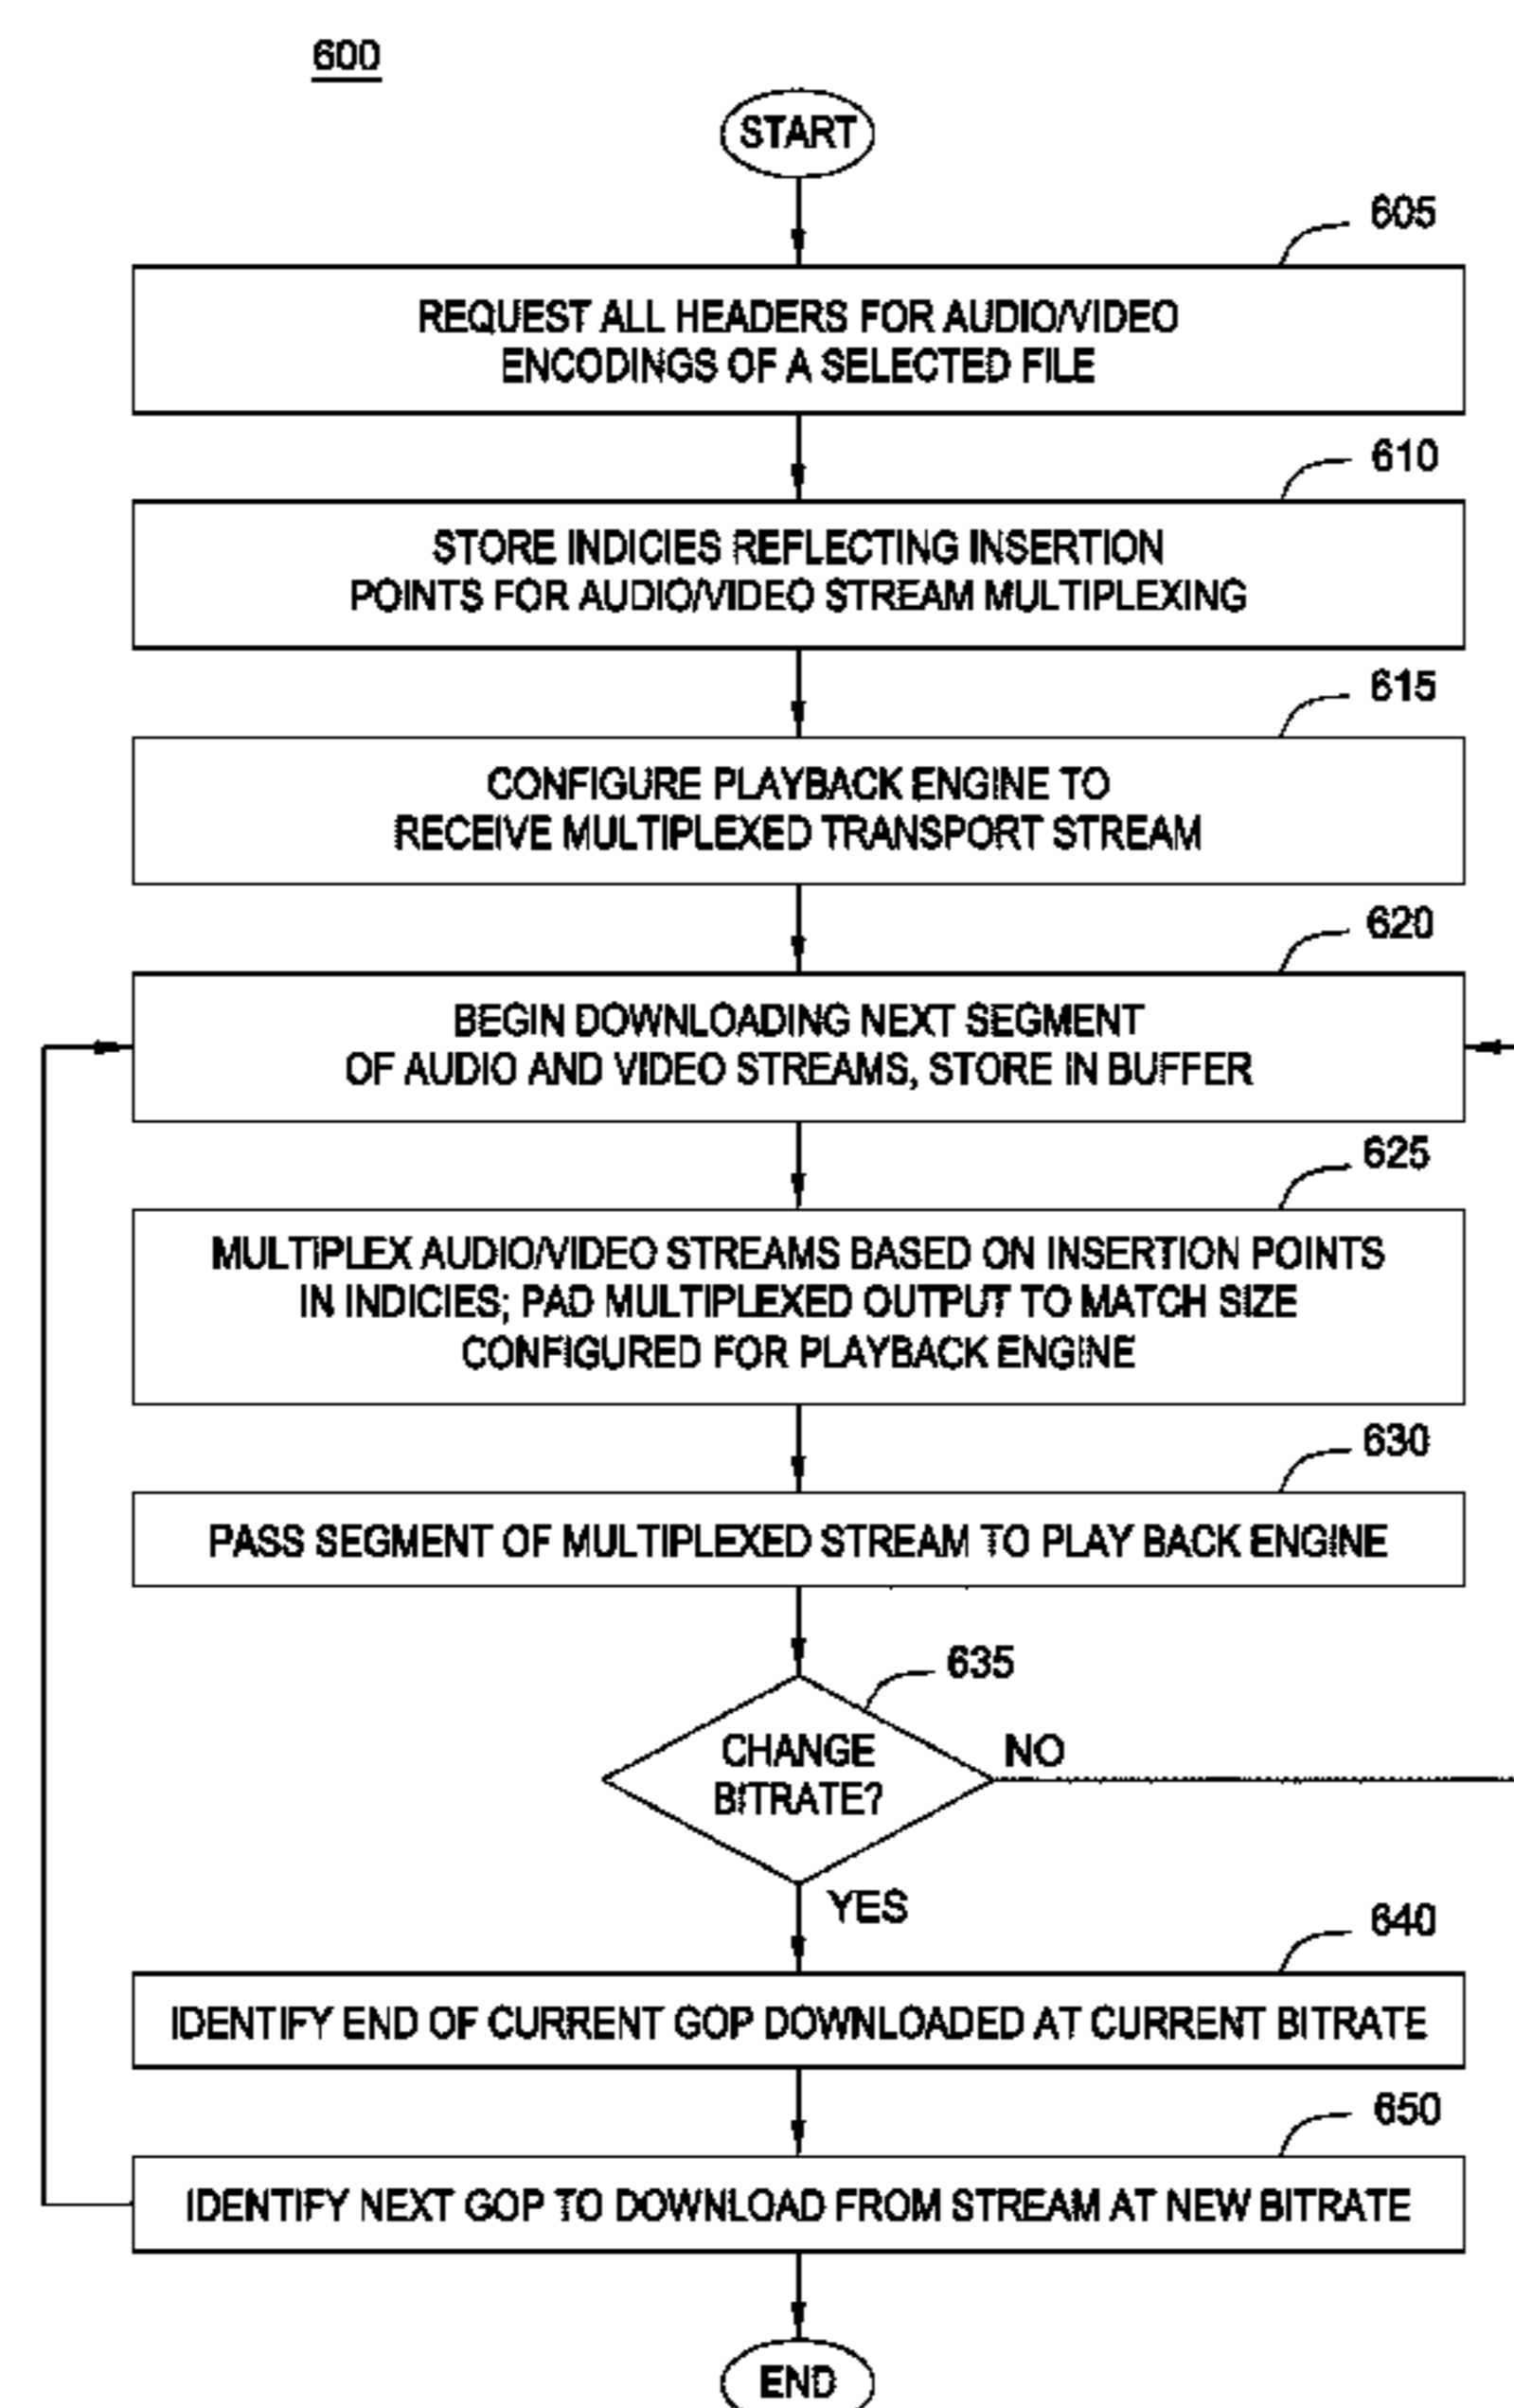 600
START
605
REQUEST ALL HEADERS FOR AUDIO/VIDEO
ENCODINGS OF A SELECTED FILE
610
STORE INDICIES REFLECTING INSERTION
POINTS FOR AUDIO/VIDEO STREAM MULTIPLEXING
615
CONFIGURE PLAYBACK ENGINE TO
RECEIVE MULTIPLEXED TRANSPORT STREAM
620
BEGIN DOWNLOADING NEXT SEGMENT
OF AUDIO AND VIDEO STREAMS, STORE IN BUFFER
625
MULTIPLEX AUDIO/VIDEO STREAMS BASED ON INSERTION POINTS
IN INDICIES; PAD MULTIPLEXED OUTPUT TO MATCH SIZE
CONFIGURED FOR PLAYBACK ENGINE
630
PASS SEGMENT OF MULTIPLEXED STREAM TO PLAY BACK ENGINE
635
CHANGE
BITRATE?
NO
YES
640
IDENTIFY END OF CURRENT GOP DOWNLOADED AT CURRENT BITRATE
650
IDENTIFY NEXT GOP TO DOWNLOAD FROM STREAM AT NEW BITRATE
END